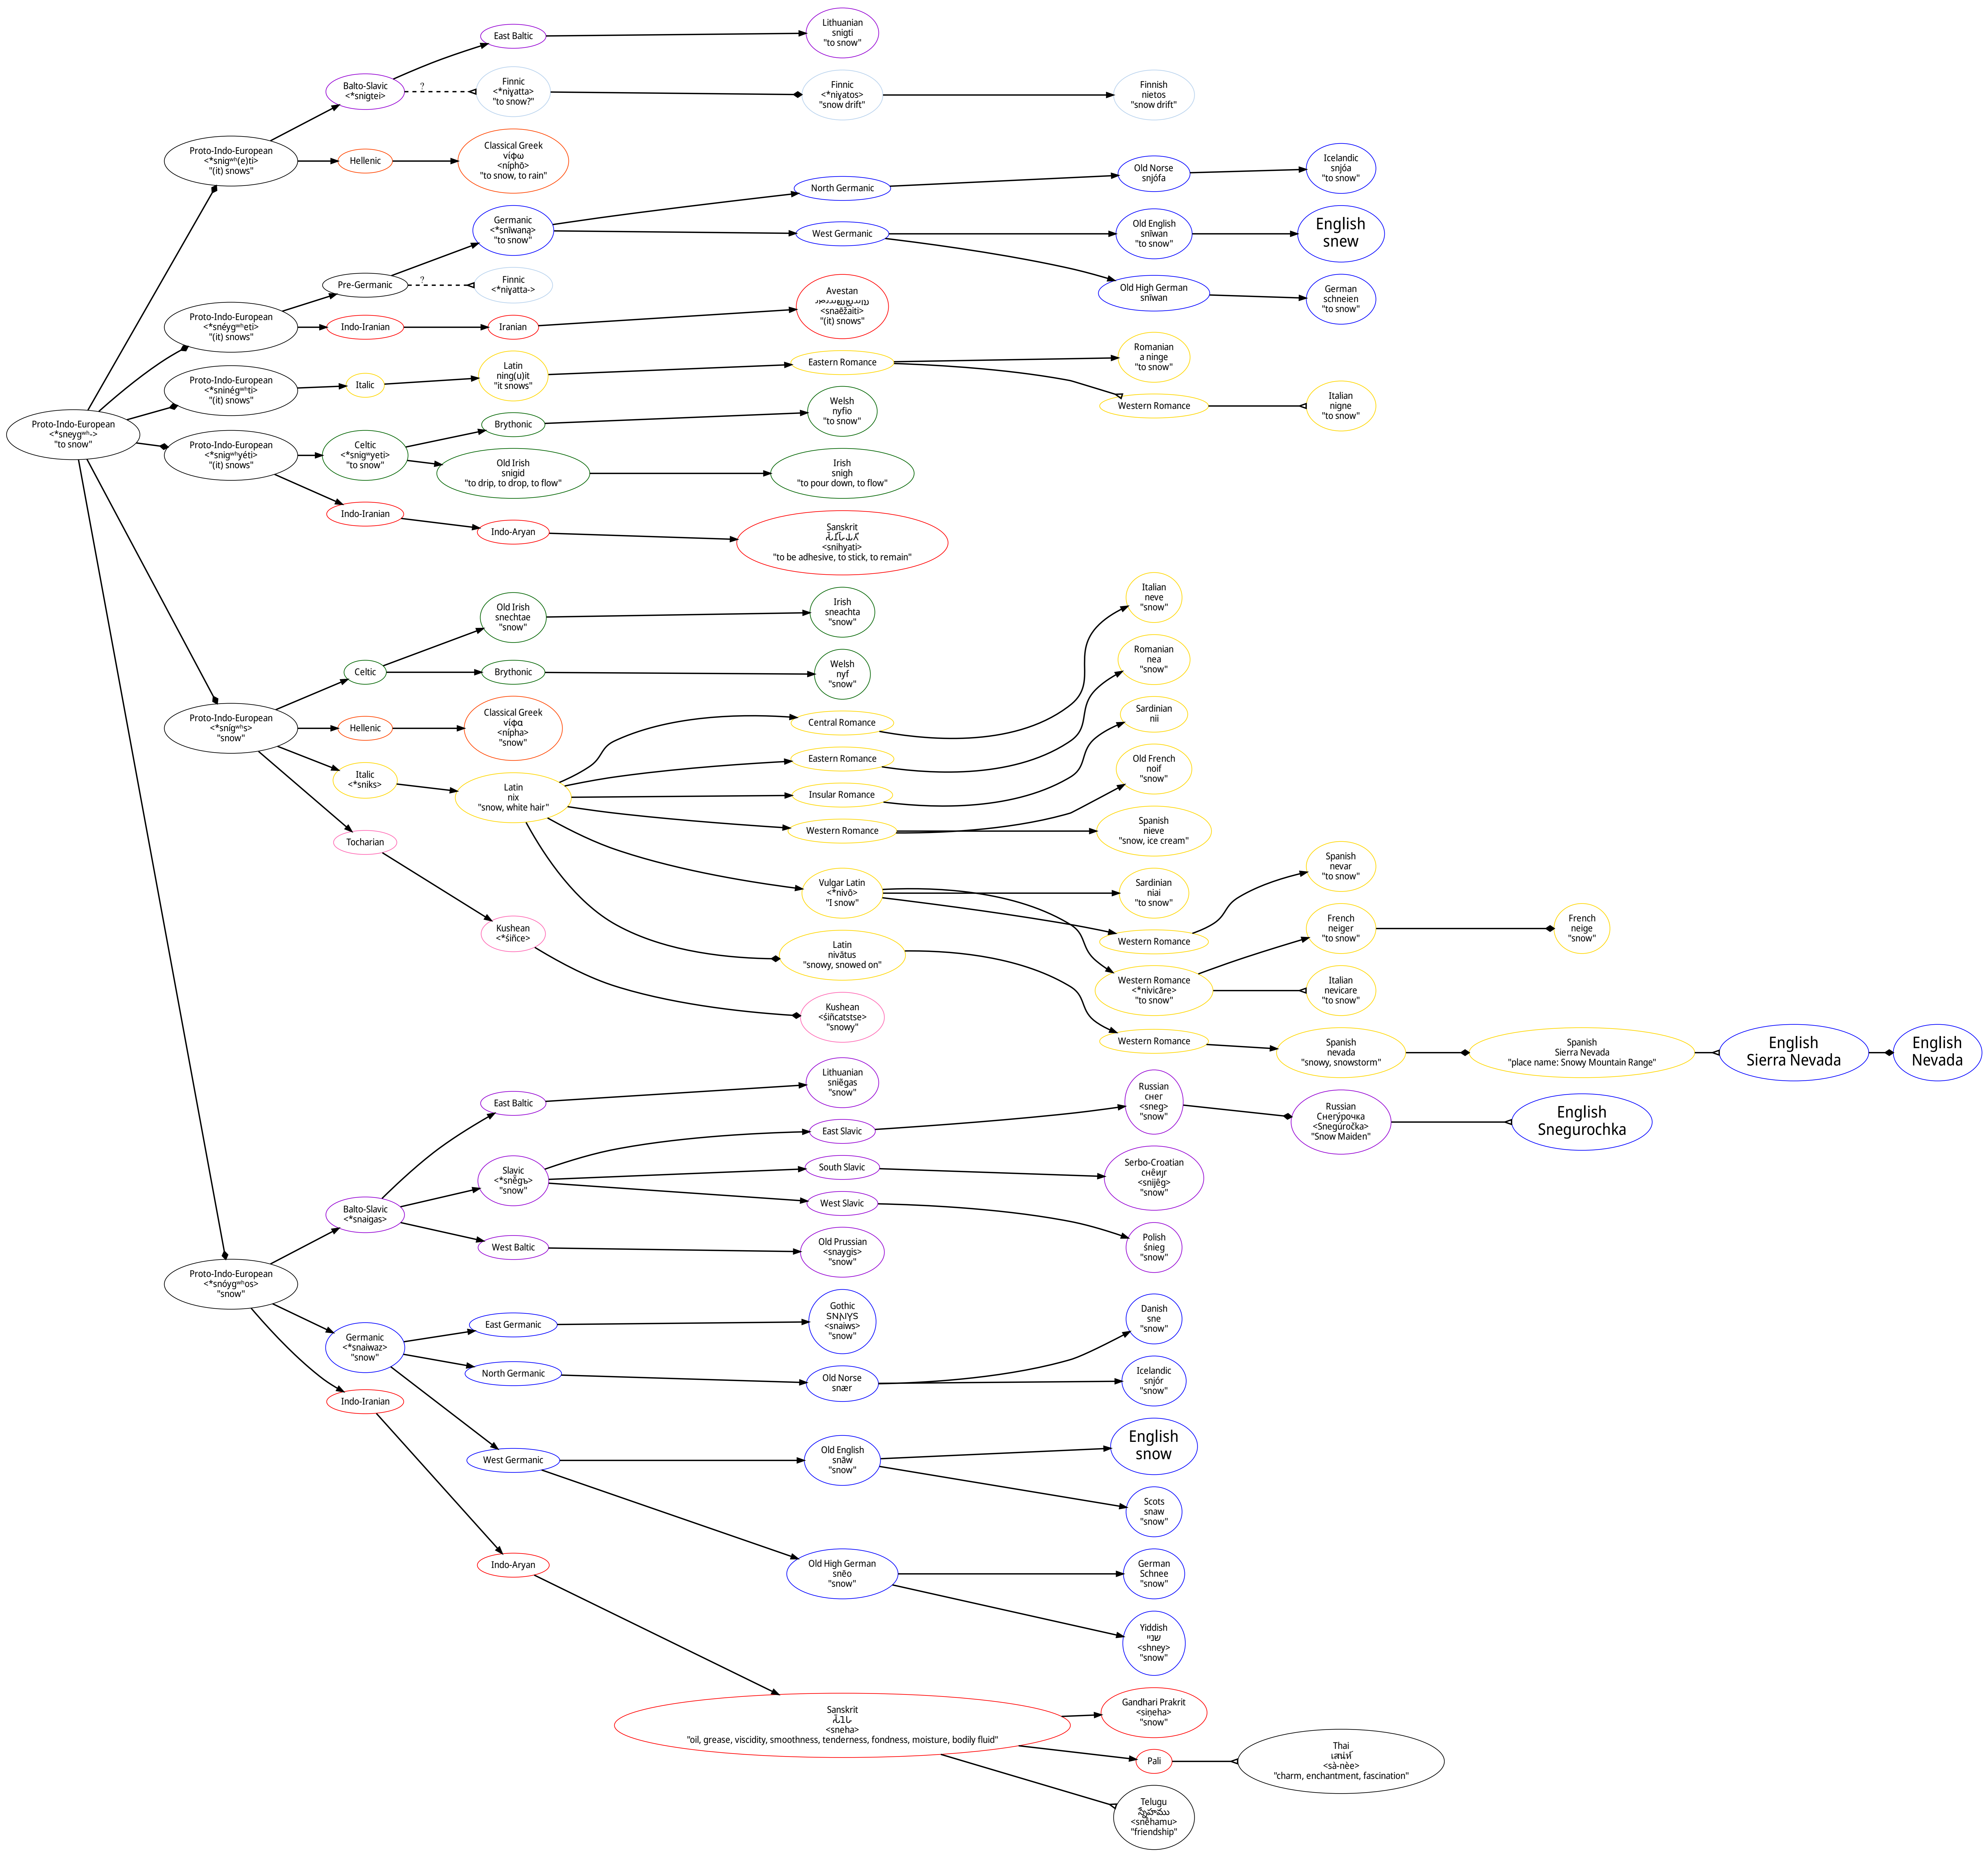 Proto-Indo-European
<*sneygʷʰ->
"to snow"
Proto-Indo-European
<*snigʷʰ(e)ti>
"(it) snows"
Balto-Slavic
<*snigtei>
East Baltic
Lithuanian
snigti
"to snow"
?
Finnic
<*niɣatta>
"to snow?"
Finnic
<*niɣatos>
"snow drift"
Finnish
nietos
"snow drift"
Hellenic
Classical Greek
νίφω
<níphō>
"to snow, to rain"
Proto-Indo-European
<*snéygʷʰeti>
"(it) snows"
Pre-Germanic
Germanic
<*snīwaną>
"to snow"
North Germanic
Old Norse
snjófa
Icelandic
snjóa
"to snow"
West Germanic
Old English
snīwan
"to snow"
English
snew
Old High German
snīwan
German
schneien
"to snow"
?
Finnic
<*niɣatta->
Indo-Iranian
Iranian
Avestan
<snaēžaiti>
"(it) snows"
Proto-Indo-European
<*sninégʷʰti>
"(it) snows"
Italic
Latin
ning(u)it
"it snows"
Eastern Romance
Romanian
a ninge
"to snow"
Western Romance
Italian
nigne
"to snow"
Proto-Indo-European
<*snigʷʰyéti>
"(it) snows"
Celtic
<*snigʷyeti>
"to snow"
Brythonic
Welsh
nyfio
"to snow"
Old Irish
snigid
"to drip, to drop, to flow"
Irish
snigh
"to pour down, to flow"
Indo-Iranian
Indo-Aryan
Sanskrit
<snihyati>
"to be adhesive, to stick, to remain"
Proto-Indo-European
<*snígʷʰs>
"snow"
Celtic
Old Irish
snechtae
"snow"
Irish
sneachta
"snow"
Brythonic
Welsh
nyf
"snow"
Hellenic
Classical Greek
νίφα
<nípha>
"snow"
Italic
<*sniks>
Latin
nix
"snow, white hair"
Central Romance
Italian
neve
"snow"
Eastern Romance
Romanian
nea
"snow"
Insular Romance
Sardinian
nii
Western Romance
Old French
noif
"snow"
Spanish
nieve
"snow, ice cream"
Vulgar Latin
<*nivō>
"I snow"
Sardinian
niai
"to snow"
Western Romance
Spanish
nevar
"to snow"
Western Romance
<*nivicāre>
"to snow"
French
neiger
"to snow"
French
neige
"snow"
Italian
nevicare
"to snow"
Latin
nivātus
"snowy, snowed on"
Western Romance
Spanish
nevada
"snowy, snowstorm"
Spanish
Sierra Nevada
"place name: Snowy Mountain Range"
English
Sierra Nevada
English
Nevada
Tocharian
Kushean
<*śiñce>
Kushean
<śiñcatstse>
"snowy"
Proto-Indo-European
<*snóygʷʰos>
"snow"
Balto-Slavic
<*snaigas>
East Baltic
Lithuanian
sniẽgas
"snow"
Slavic
<*sně̑gъ>
"snow"
East Slavic
Russian
снег
<sneg>
"snow"
Russian
Снегу́рочка
<Snegúročka>
"Snow Maiden"
English
Snegurochka
South Slavic
Serbo-Croatian
сне̑ијг
<snijêg>
"snow"
West Slavic
Polish
śnieg
"snow"
West Baltic
Old Prussian
<snaygis>
"snow"
Germanic
<*snaiwaz>
"snow"
East Germanic
Gothic
<snaiws>
"snow"
North Germanic
Old Norse
snær
Danish
sne
"snow"
Icelandic
snjór
"snow"
West Germanic
Old English
snāw
"snow"
English
snow
Scots
snaw
"snow"
Old High German
snēo
"snow"
German
Schnee
"snow"
Yiddish
שניי
<shney>
"snow"
Indo-Iranian
Indo-Aryan
Sanskrit
<sneha>
"oil, grease, viscidity, smoothness, tenderness, fondness, moisture, bodily fluid"
Gandhari Prakrit
<siṇeha>
"snow"
Pali
Thai
เสน่ห์
<sà-nèe>
"charm, enchantment, fascination"
Telugu
స్నేహము
<snēhamu>
"friendship"